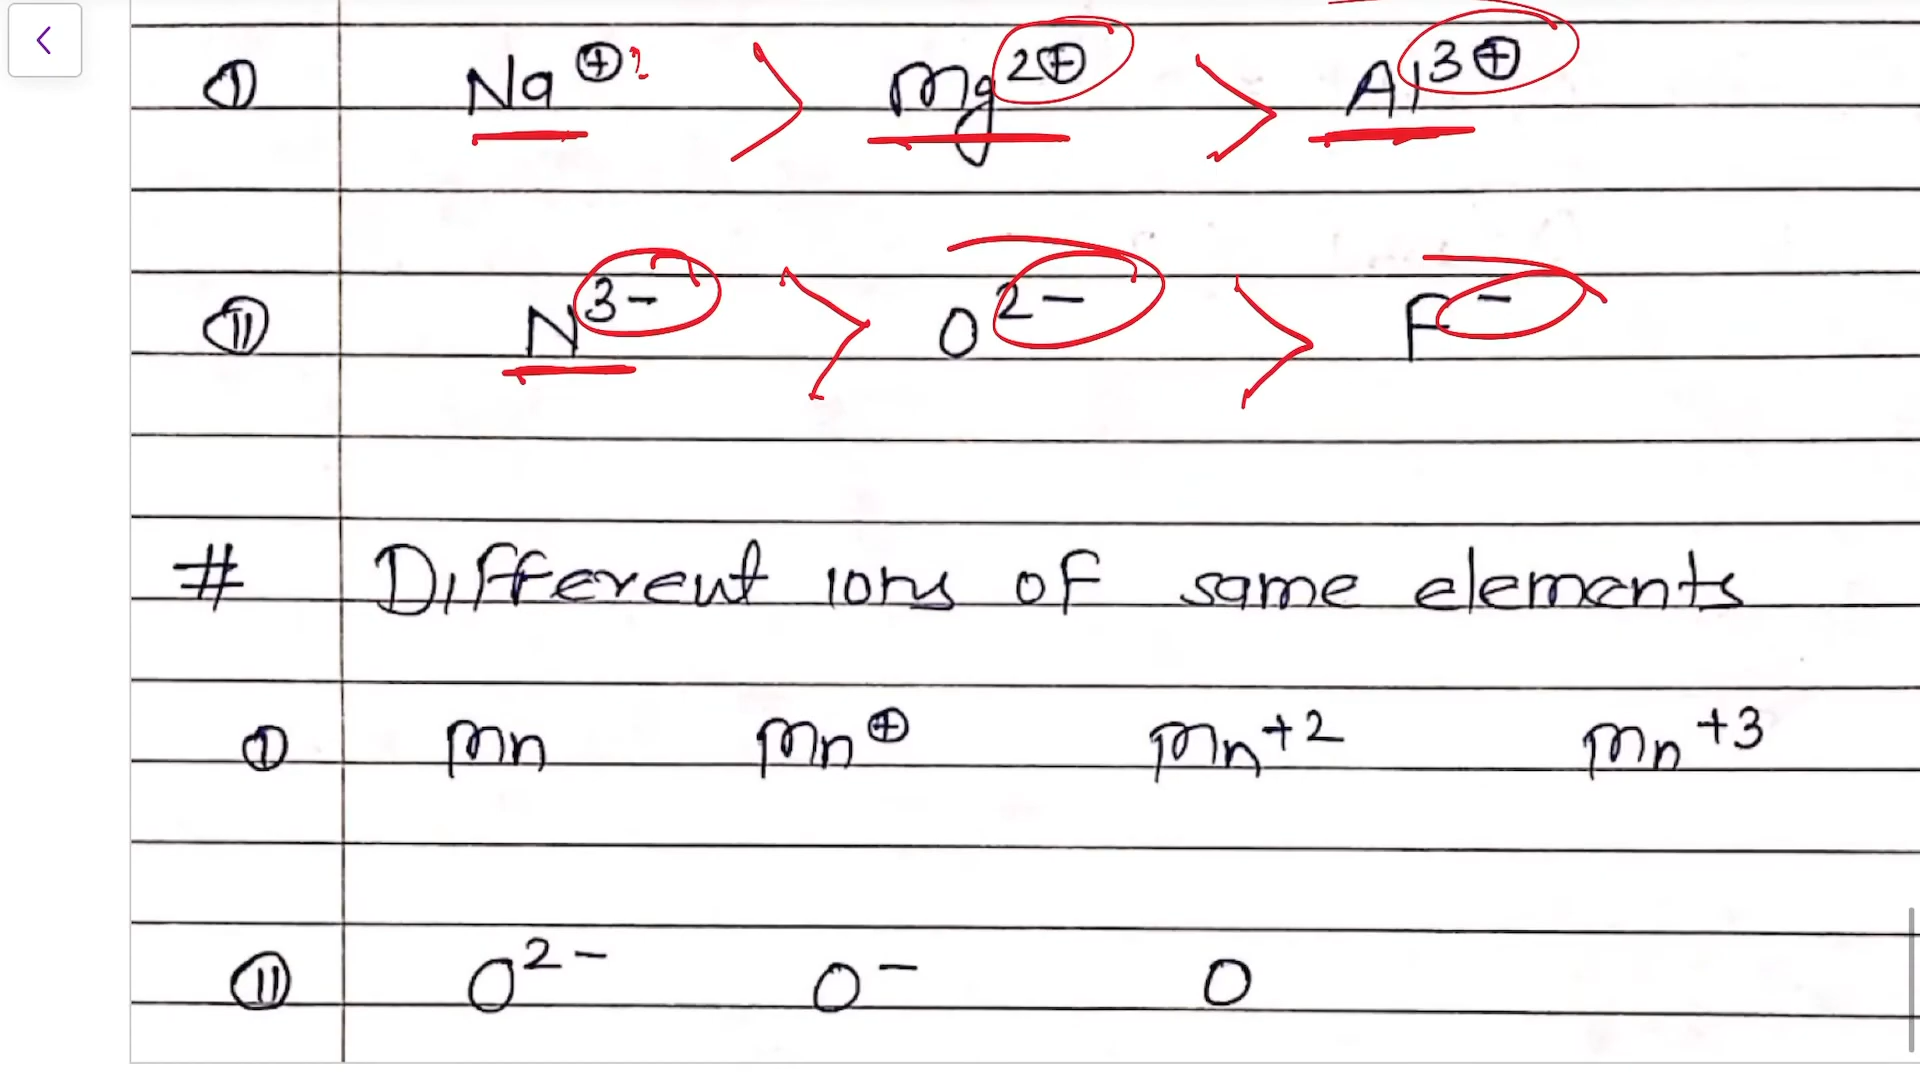 Ⓘ Na⊕? > Mg2⊕ > Al3⊕
Ⓘⓘ N3- > O2- > F-
# Different ions of same elements
Ⓘ Mn Mn⊕ Mn+2 Mn+3
Ⓘⓘ O2- O- O